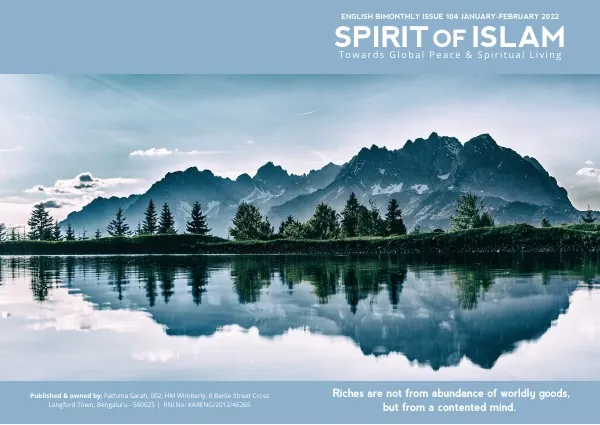 ENGLISH BIMONTHLY ISSUE 104 JANUARY-FEBRUARY 2022
SPIRIT OF ISLAM
Towards Global Peace & Spiritual Living
Published & owned by: Fathima Sarah, 002, HM Wimberly, 6 Berlie Street Cross
Langford Town, Bengaluru - 560025 | RNI No: KARENG/2012/46265
Riches are not from abundance of worldly goods,
but from a contented mind.